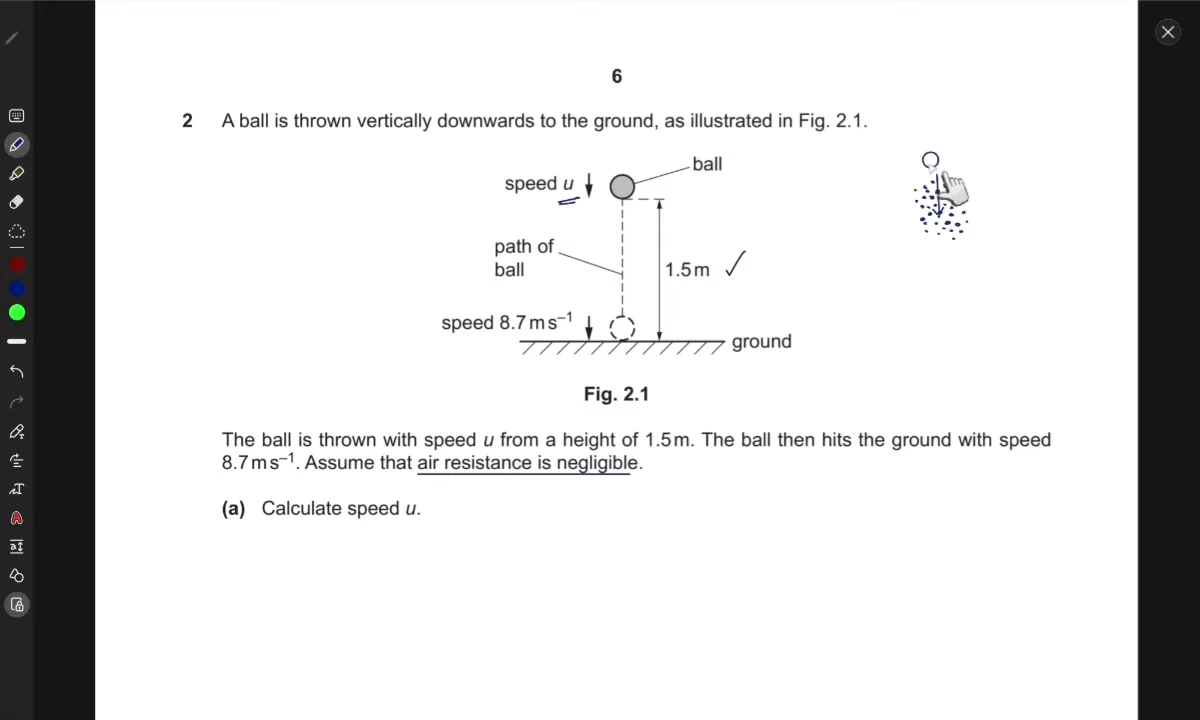 6
2 A ball is thrown vertically downwards to the ground, as illustrated in Fig. 2.1.
ball
speed u
path of
ball
1.5 m
speed 8.7 m s⁻¹
ground
Fig. 2.1
The ball is thrown with speed u from a height of 1.5 m. The ball then hits the ground with speed
8.7 m s⁻¹. Assume that air resistance is negligible.
(a) Calculate speed u.